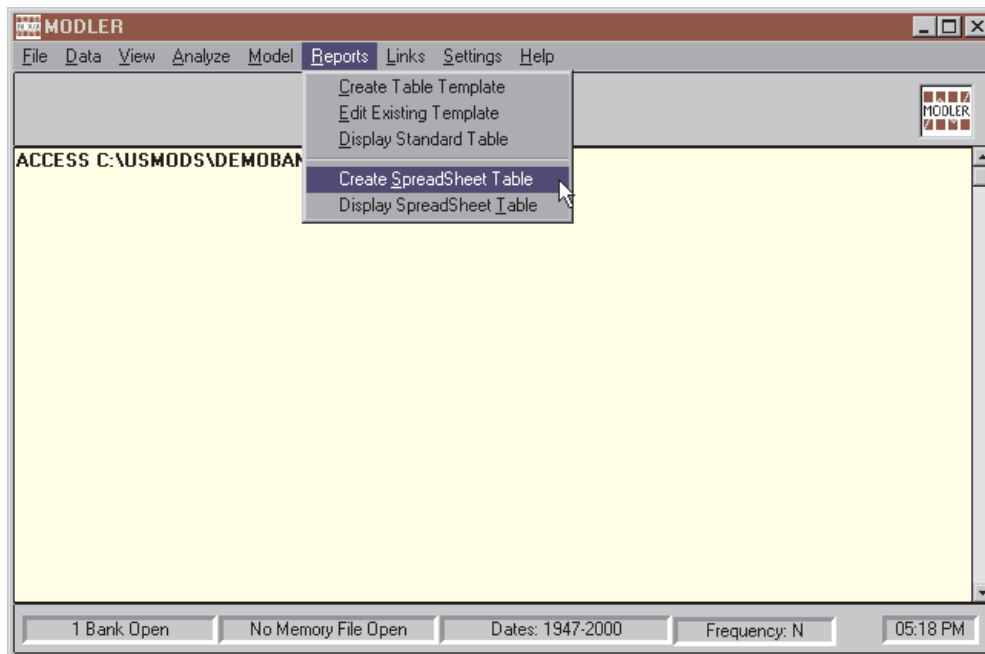 MODLER
File Data View Analyze Model Reports Links Settings Help
Create Table Template
Edit Existing Template
Display Standard Table
MODLER
ACCESS C:\USMODS\DEMOBAN
Create SpreadSheet Table
Display SpreadSheet Table
1 Bank Open No Memory File Open Dates: 1947-2000 Frequency: N 05:18 PM